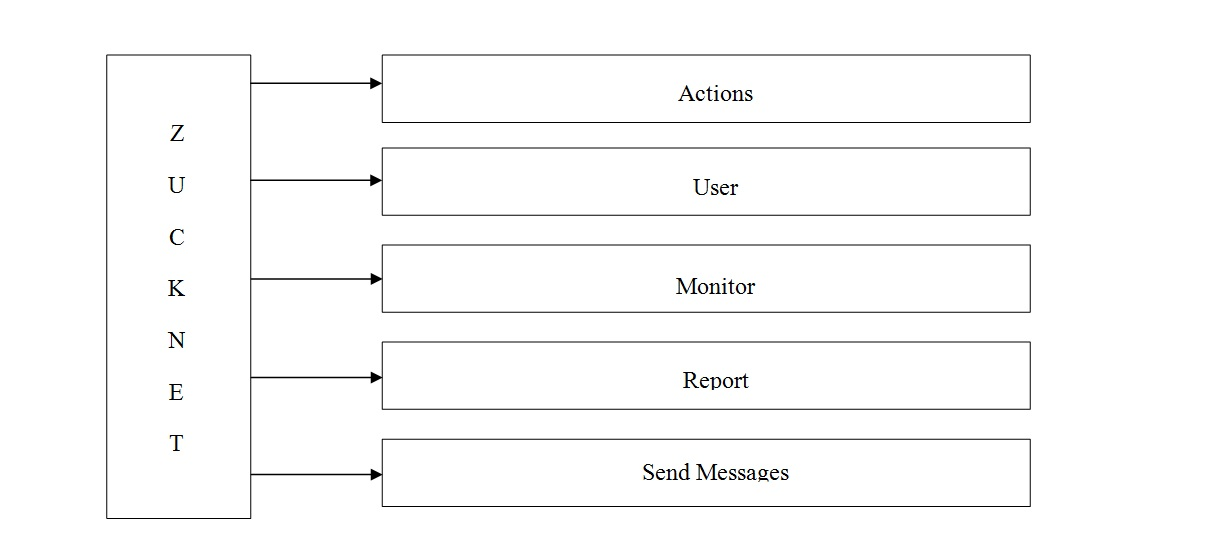 Z
U
C
K
N
E
T
Actions
User
Monitor
Report
Send Messages